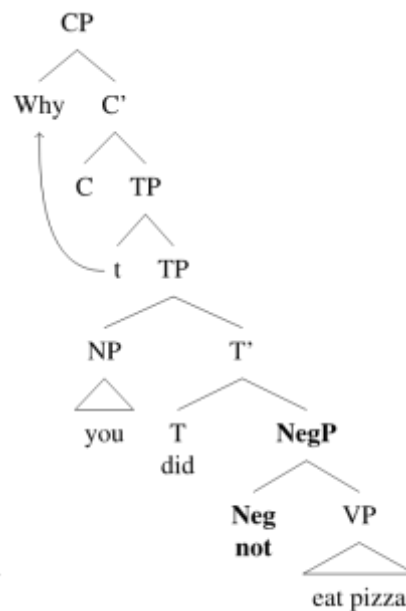 CP
Why C'
C TP
t TP
NP T'
you T NegP
did
Neg VP
not
eat pizza